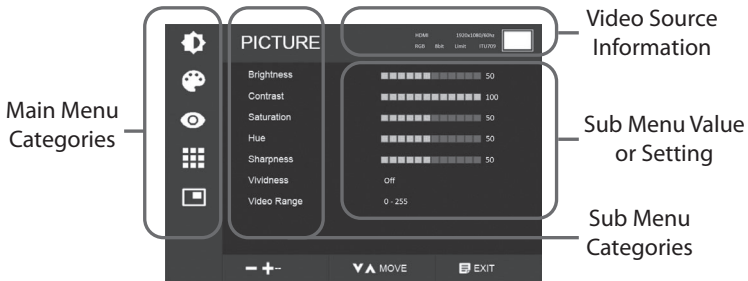 Video Source
Information
Main Menu
Categories
Sub Menu Value
or Setting
Sub Menu
Categories
PICTURE
HDMI 1920x1080/60hz
RGB 8bit Limit ITU709
Brightness 50
Contrast 100
Saturation 50
Hue 50
Sharpness 50
Vividness Off
Video Range 0 - 255
MOVE EXIT